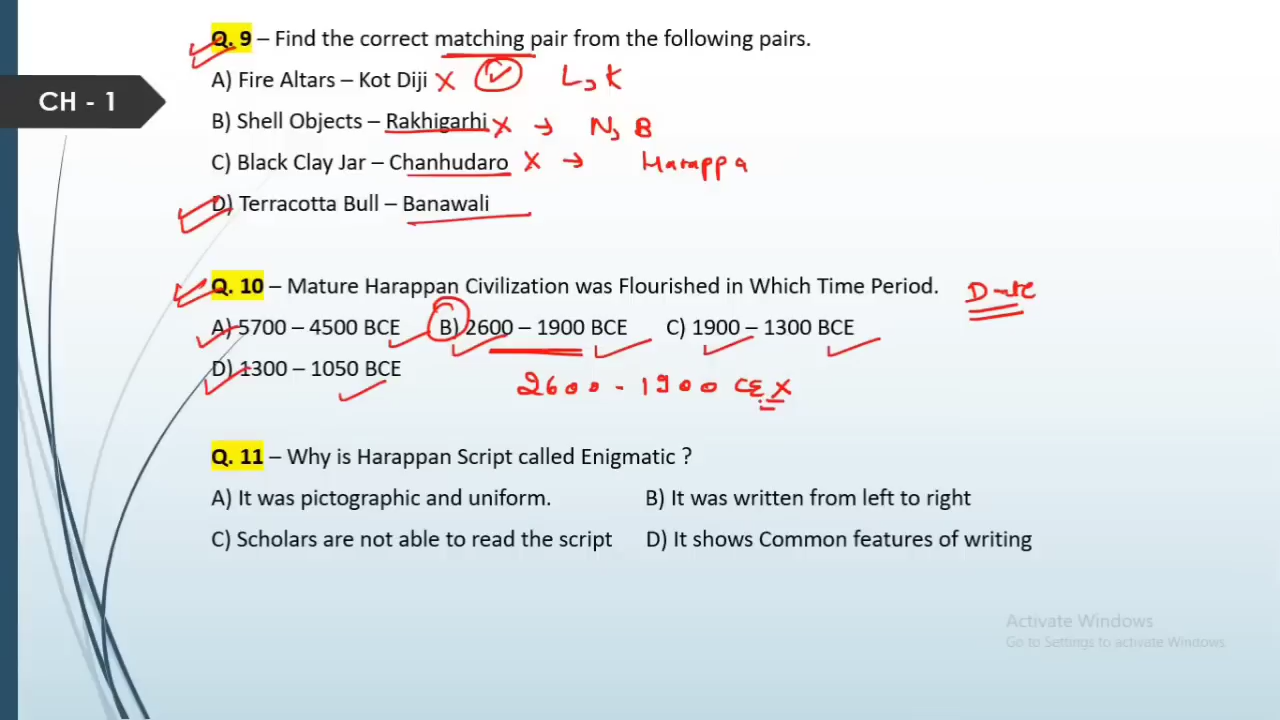 Q. 9 – Find the correct matching pair from the following pairs.
A) Fire Altars – Kot Diji X L, K
CH - 1
B) Shell Objects – Rakhigarhi X → N, B
C) Black Clay Jar – Chanhudaro X → Harappa
D) Terracotta Bull – Banawali
Q. 10 – Mature Harappan Civilization was Flourished in Which Time Period. Date
A) 5700 – 4500 BCE B) 2600 – 1900 BCE C) 1900 – 1300 BCE
D) 1300 – 1050 BCE
2600 - 1900 CE X
Q. 11 – Why is Harappan Script called Enigmatic ?
A) It was pictographic and uniform. B) It was written from left to right
C) Scholars are not able to read the script D) It shows Common features of writing
Activate Windows
Go to Settings to activate Windows.